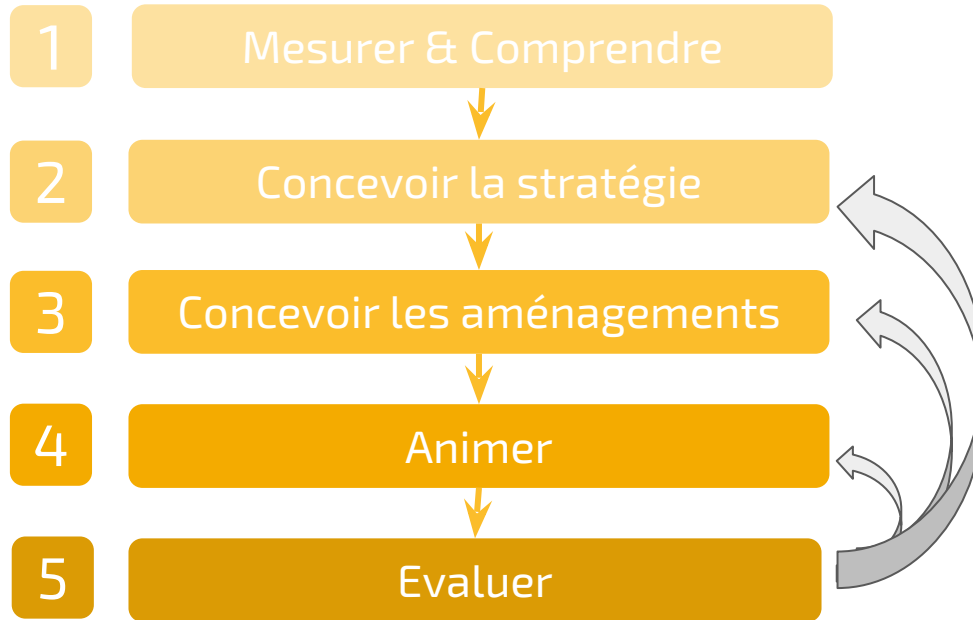 1
Mesurer & Comprendre
2
Concevoir la stratégie
3
Concevoir les aménagements
4
Animer
5
Evaluer